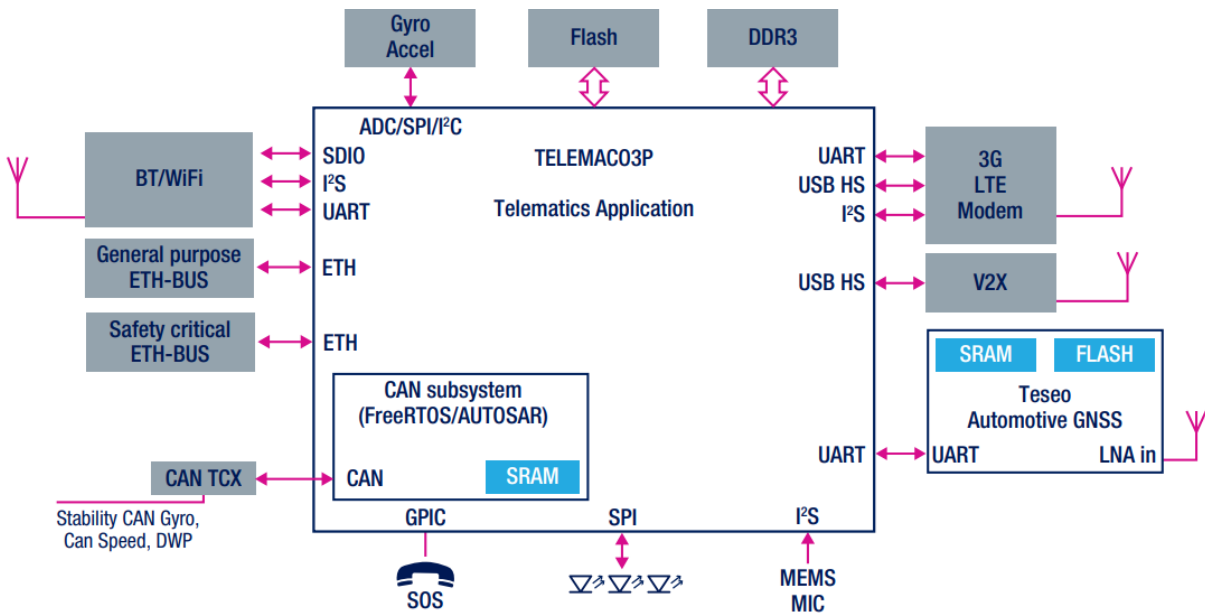 Gyro
Accel
Flash
DDR3
ADC/SPI/I²C
SDIO
I²S
UART
TELEMACO3P
Telematics Application
UART
USB HS
I²S
3G
LTE
Modem
BT/WiFi
General purpose
ETH-BUS
ETH
USB HS
V2X
Safety critical
ETH-BUS
ETH
SRAM
FLASH
Teseo
Automotive GNSS
UART
UART
LNA in
CAN subsystem
(FreeRTOS/AUTOSAR)
CAN
SRAM
CAN TCX
Stability CAN Gyro,
Can Speed, DWP
GPIC
SPI
I²S
SOS
MEMS
MIC